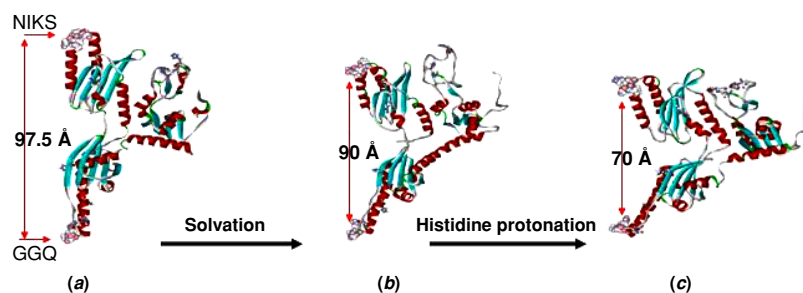 NIKS
97.5 Å
GGQ
Solvation
90 Å
Histidine protonation
70 Å
(a)
(b)
(c)